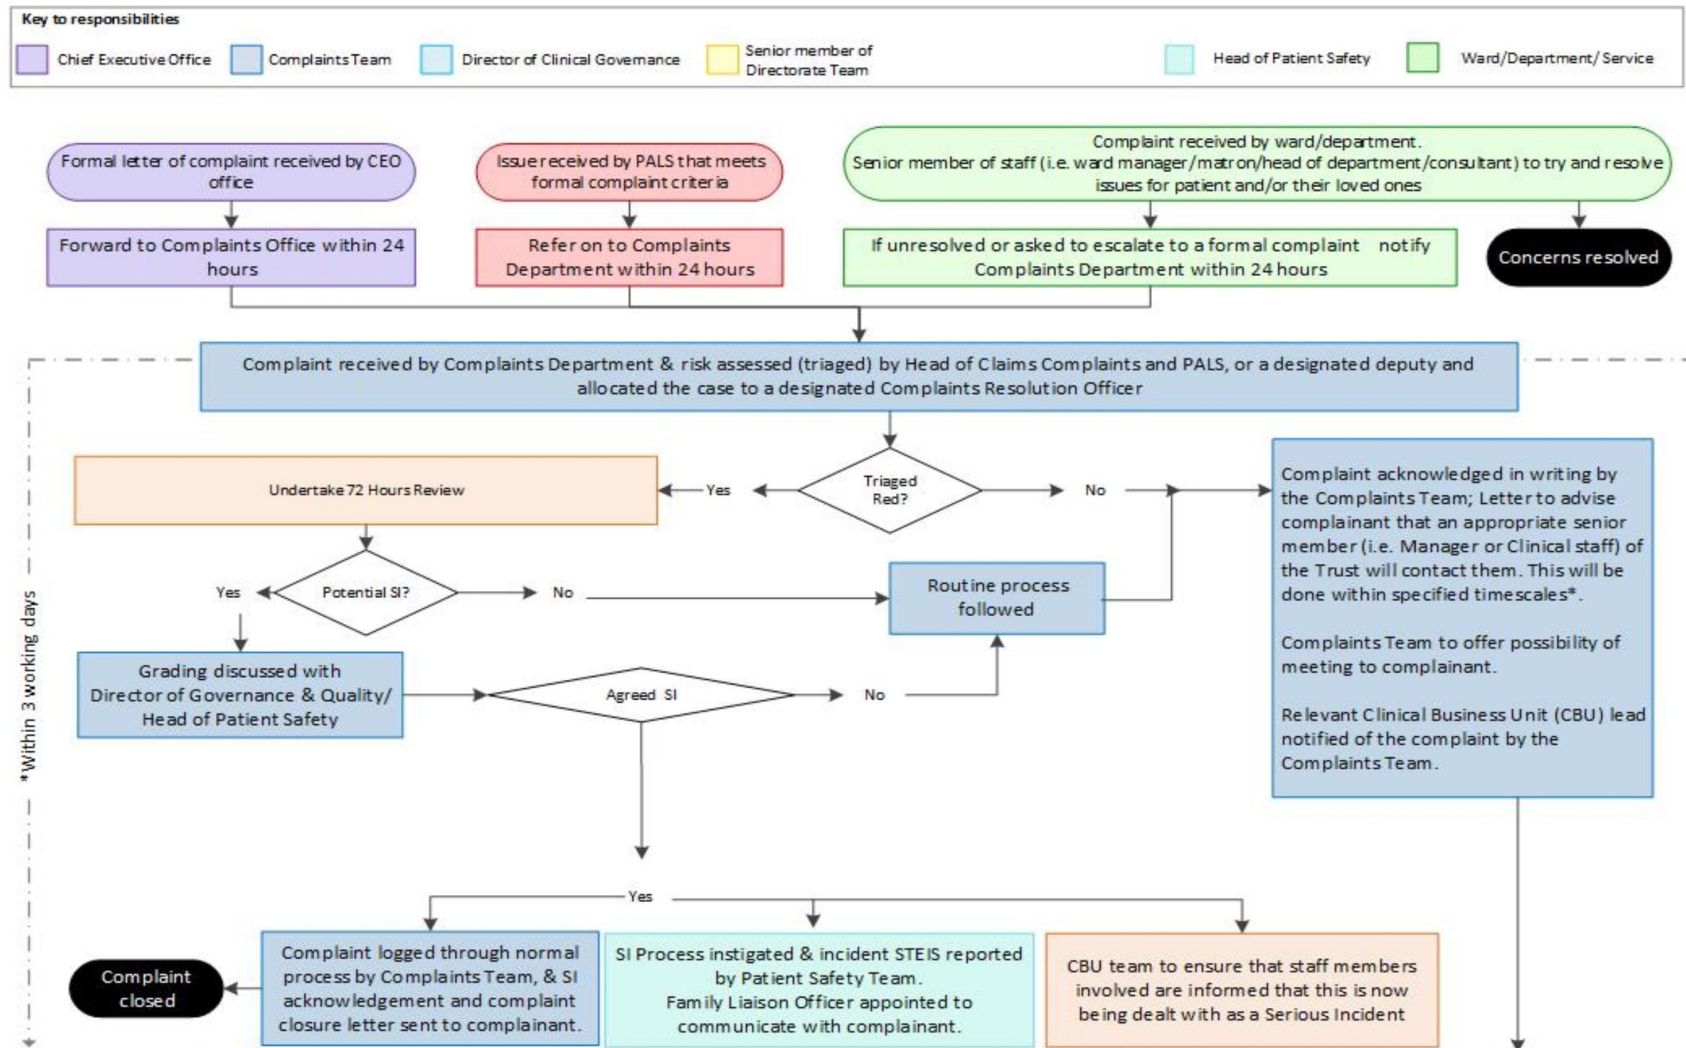 Key to responsibilities
Chief Executive Office
Complaints Team
Director of Clinical Governance
Senior member of
Directorate Team
Head of Patient Safety
Ward/Department/ Service
Formal letter of complaint received by CEO
office
Issue received by PALS that meets
formal complaint criteria
Complaint received by ward/department.
Senior member of staff (i.e. ward manager/matron/head of department/consultant) to try and resolve
issues for patient and/or their loved ones
Forward to Complaints Office within 24
hours
Refer on to Complaints
Department within 24 hours
If unresolved or asked to escalate to a formal complaint notify
Complaints Department within 24 hours
Concerns resolved
Complaint received by Complaints Department & risk assessed (triaged) by Head of Claims Complaints and PALS, or a designated deputy and
allocated the case to a designated Complaints Resolution Officer
Undertake 72 Hours Review
Yes
Triaged
Red?
No
Complaint acknowledged in writing by
the Complaints Team; Letter to advise
complainant that an appropriate senior
member (i.e. Manager or Clinical staff) of
the Trust will contact them. This will be
done within specified timescales*.
Complaints Team to offer possibility of
meeting to complainant.
Relevant Clinical Business Unit (CBU) lead
notified of the complaint by the
Complaints Team.
Yes
Potential SI?
No
Routine process
followed
*Within 3 working days
Grading discussed with
Director of Governance & Quality/
Head of Patient Safety
Agreed SI
No
Yes
Complaint
closed
Complaint logged through normal
process by Complaints Team, & SI
acknowledgement and complaint
closure letter sent to complainant.
SI Process instigated & incident STEIS reported
by Patient Safety Team.
Family Liaison Officer appointed to
communicate with complainant.
CBU team to ensure that staff members
involved are informed that this is now
being dealt with as a Serious Incident